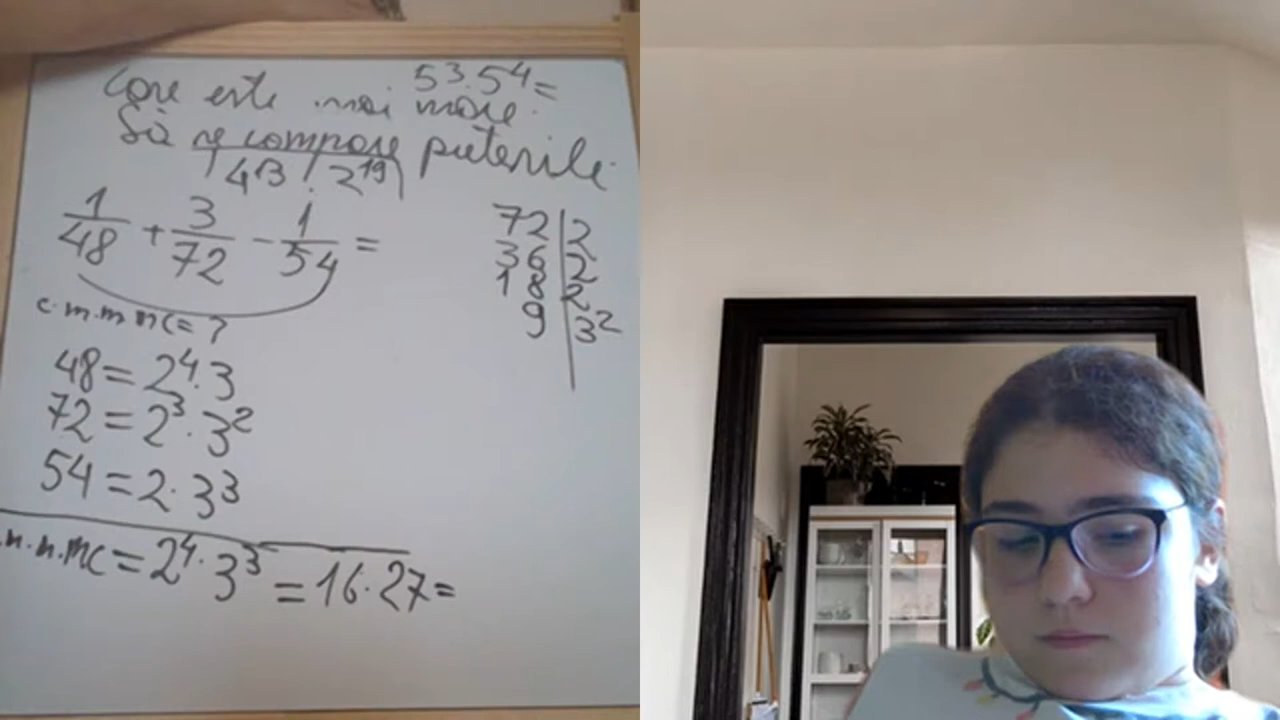 5³·5⁴=
Care este mai mare.
Să se compare puterile
4¹³ ; 2¹⁹
1/48 + 3/72 - 1/54 =
c.m.m.mc= ?
48 = 2⁴·3
72 = 2³·3²
54 = 2·3³
.m.m.mc = 2⁴·3³ = 16·27=
72 | 2
36 | 2
18 | 2
9 | 3²